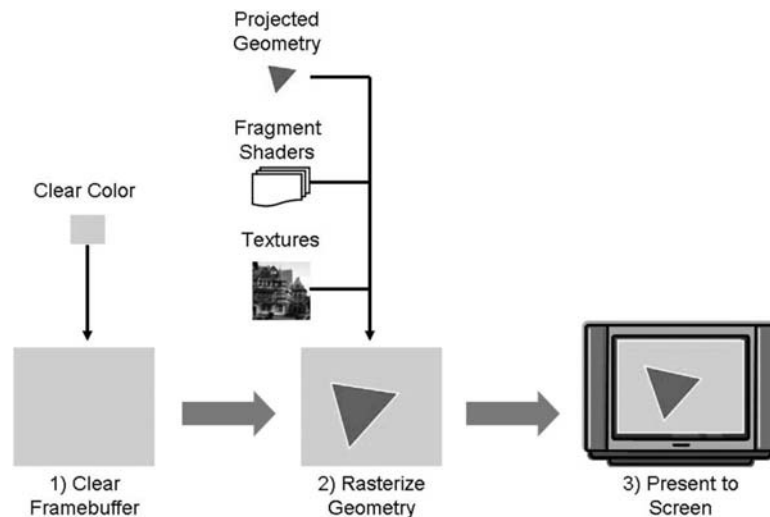 Projected
Geometry
Fragment
Shaders
Clear Color
Textures
1) Clear
Framebuffer
2) Rasterize
Geometry
3) Present to
Screen